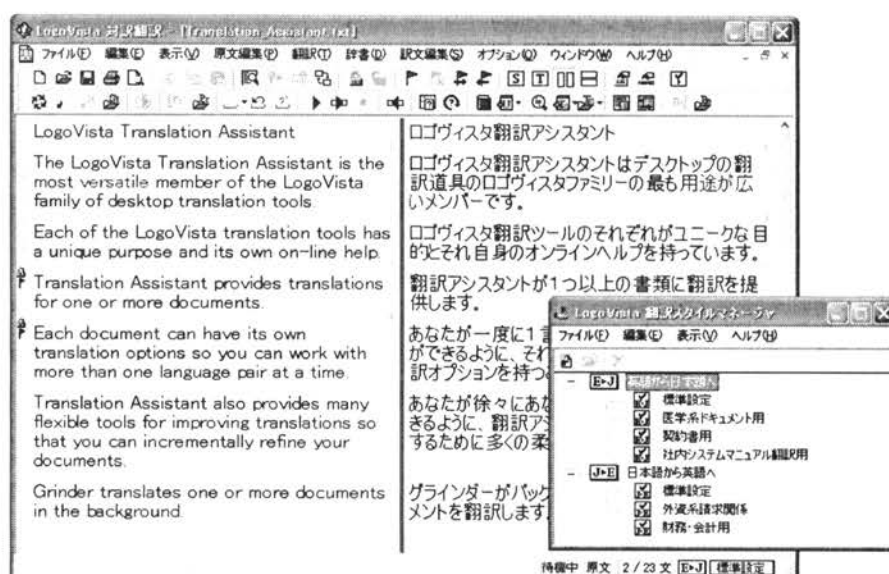 LogoVista 対訳翻訳 - [Translation_Assistant.txt]
ファイル(F) 編集(E) 表示(V) 原文編集(P) 翻訳(T) 辞書(D) 訳文編集(S) オプション(O) ウィンドウ(W) ヘルプ(H)
LogoVista Translation Assistant
The LogoVista Translation Assistant is the
most versatile member of the LogoVista
family of desktop translation tools.
Each of the LogoVista translation tools has
a unique purpose and its own on-line help.
Translation Assistant provides translations
for one or more documents.
Each document can have its own
translation options so you can work with
more than one language pair at a time.
Translation Assistant also provides many
flexible tools for improving translations so
that you can incrementally refine your
documents.
Grinder translates one or more documents
in the background.
ロゴヴィスタ翻訳アシスタント
ロゴヴィスタ翻訳アシスタントはデスクトップの翻
訳道具のロゴヴィスタファミリーの最も用途が広
いメンバーです。
ロゴヴィスタ翻訳ツールのそれぞれがユニークな目
的とそれ自身のオンラインヘルプを持っています。
翻訳アシスタントが1つ以上の書類に翻訳を提
供します。
あなたが一度に1言
ができるように、それ
訳オプションを持つ
あなたが徐々にあな
きるように、翻訳アシ
するために多くの柔
グラインダーがバック
メントを翻訳します。
LogoVista 翻訳スタイルマネージャ
ファイル(F) 編集(E) 表示(V) ヘルプ(H)
E▸J 英語から日本語へ
標準設定
医学系ドキュメント用
契約書用
社内システムマニュアル翻訳用
J▸E 日本語から英語へ
標準設定
外資系請求関係
財務・会計用
待機中 原文 2 / 23 文 E▸J 標準設定